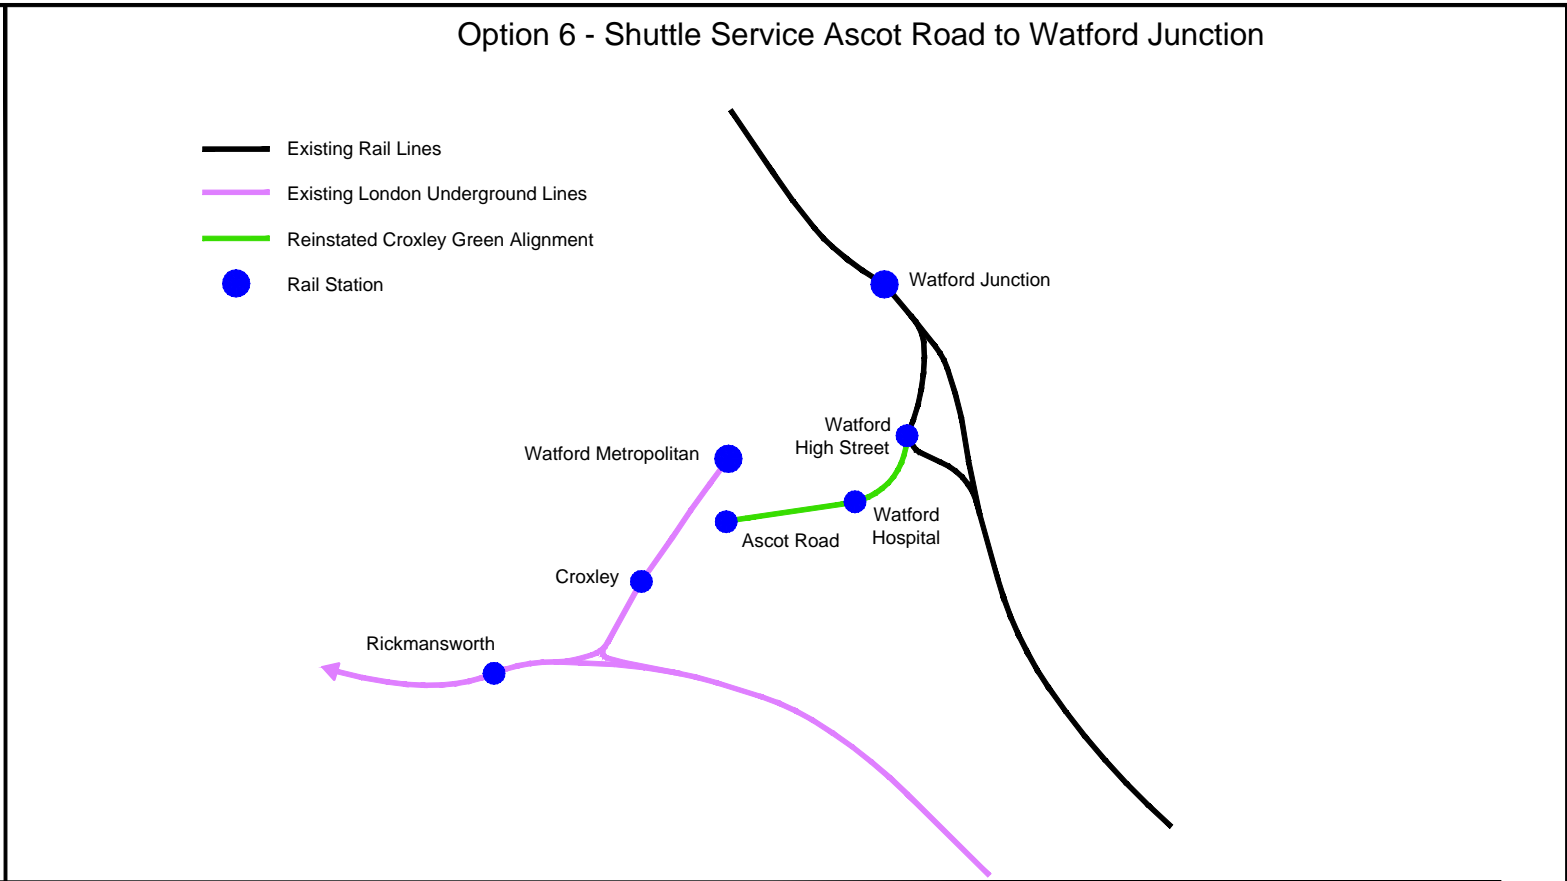 Option 6 - Shuttle Service Ascot Road to Watford Junction
Existing Rail Lines
Existing London Underground Lines
Reinstated Croxley Green Alignment
Rail Station
Watford Junction
Watford
High Street
Watford Metropolitan
Watford
Hospital
Ascot Road
Croxley
Rickmansworth